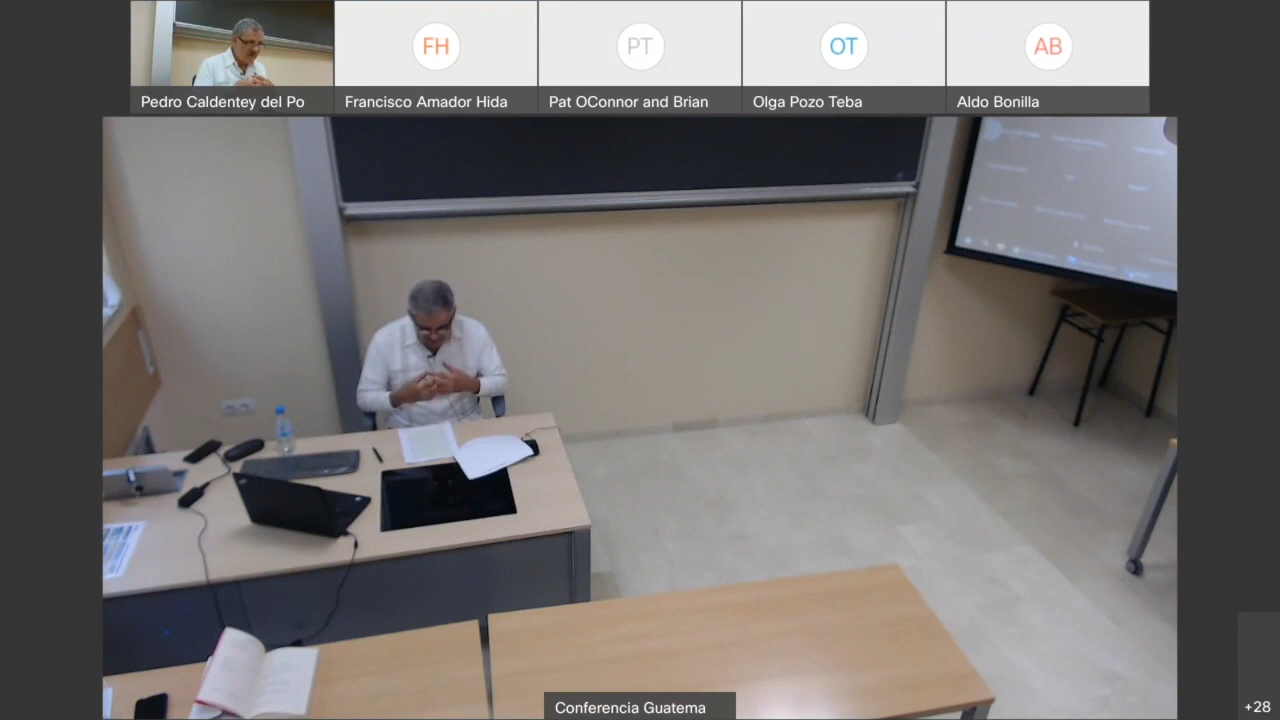 FH
PT
OT
AB
Pedro Caldentey del Po
Francisco Amador Hida
Pat OConnor and Brian
Olga Pozo Teba
Aldo Bonilla
Conferencia Guatema
+28